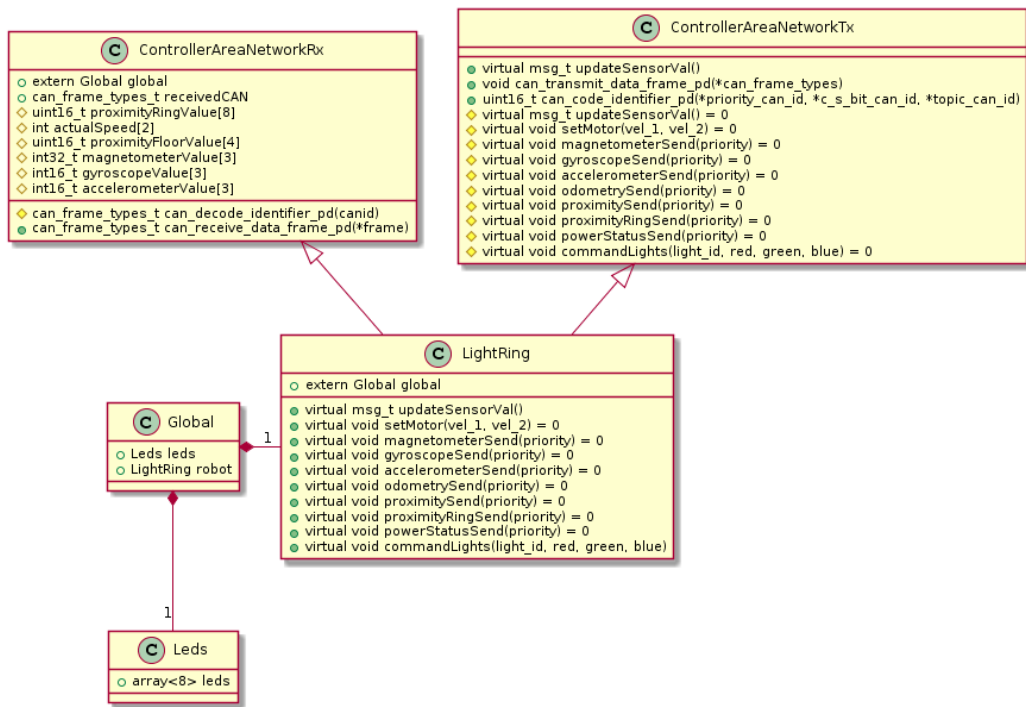 C ControllerAreaNetworkRx
extern Global global
can_frame_types_t receivedCAN
uint16_t proximityRingValue[8]
int actualSpeed[2]
uint16_t proximityFloorValue[4]
int32_t magnetometerValue[3]
int16_t gyroscopeValue[3]
int16_t accelerometerValue[3]
can_frame_types_t can_decode_identifier_pd(canid)
can_frame_types_t can_receive_data_frame_pd(*frame)
C ControllerAreaNetworkTx
virtual msg_t updateSensorVal()
void can_transmit_data_frame_pd(*can_frame_types)
uint16_t can_code_identifier_pd(*priority_can_id, *c_s_bit_can_id, *topic_can_id)
virtual msg_t updateSensorVal() = 0
virtual void setMotor(vel_1, vel_2) = 0
virtual void magnetometerSend(priority) = 0
virtual void gyroscopeSend(priority) = 0
virtual void accelerometerSend(priority) = 0
virtual void odometrySend(priority) = 0
virtual void proximitySend(priority) = 0
virtual void proximityRingSend(priority) = 0
virtual void powerStatusSend(priority) = 0
virtual void commandLights(light_id, red, green, blue) = 0
C LightRing
extern Global global
virtual msg_t updateSensorVal()
virtual void setMotor(vel_1, vel_2) = 0
virtual void magnetometerSend(priority) = 0
virtual void gyroscopeSend(priority) = 0
virtual void accelerometerSend(priority) = 0
virtual void odometrySend(priority) = 0
virtual void proximitySend(priority) = 0
virtual void proximityRingSend(priority) = 0
virtual void powerStatusSend(priority) = 0
virtual void commandLights(light_id, red, green, blue)
C Global
Leds leds
LightRing robot
1
1
C Leds
array<8> leds